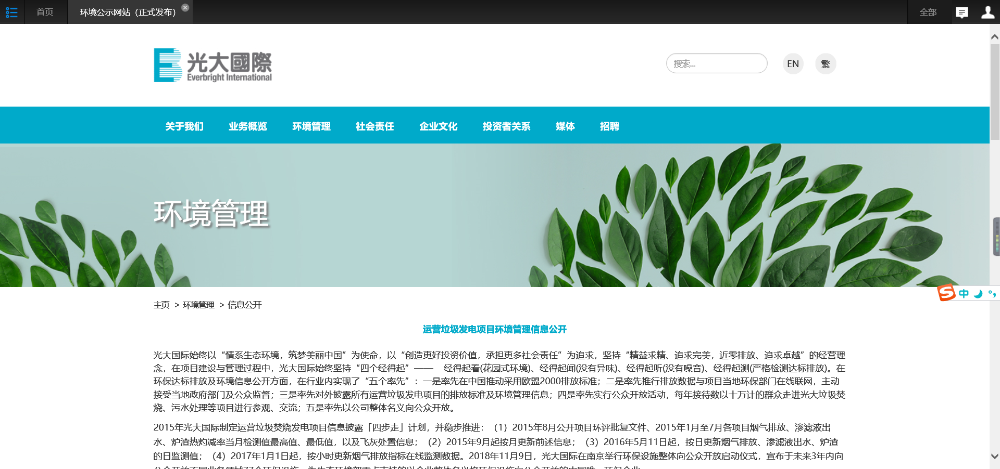 首页
环境公示网站（正式发布）
全部
光大國際
Everbright International
搜索...
EN
繁
关于我们
业务概览
环境管理
社会责任
企业文化
投资者关系
媒体
招聘
环境管理
中
主页 > 环境管理 > 信息公开
运营垃圾发电项目环境管理信息公开
光大国际始终以“情系生态环境，筑梦美丽中国”为使命，以“创造更好投资价值，承担更多社会责任”为追求，坚持“精益求精、追求完美，近零排放、追求卓越”的经营理
念，在项目建设与管理过程中，光大国际始终坚持“四个经得起”—— 经得起看(花园式环境)、经得起闻(没有异味)、经得起听(没有噪音)、经得起测(严格检测达标排放)。在
环保达标排放及环境信息公开方面，在行业内实现了“五个率先”：一是率先在中国推动采用欧盟2000排放标准；二是率先推行排放数据与项目当地环保部门在线联网，主动
接受当地政府部门及公众监督；三是率先对外披露所有运营垃圾发电项目的排放标准及环境管理信息；四是率先实行公众开放活动，每年接待数以十万计的群众走进光大垃圾焚
烧、污水处理等项目进行参观、交流；五是率先以公司整体名义向公众开放。
2015年光大国际制定运营垃圾焚烧发电项目信息披露「四步走」计划，并稳步推进：（1）2015年8月公开项目环评批复文件、2015年1月至7月各项目烟气排放、渗滤液出
水、炉渣热灼减率当月检测值最高值、最低值，以及飞灰处置信息；（2）2015年9月起按月更新前述信息；（3）2016年5月11日起，按日更新烟气排放、渗滤液出水、炉渣
的日监测值；（4）2017年1月1日起，按小时更新烟气排放指标在线监测数据。2018年11月9日，光大国际在南京举行环保设施整体向公众开放启动仪式，宣布于未来3年内向